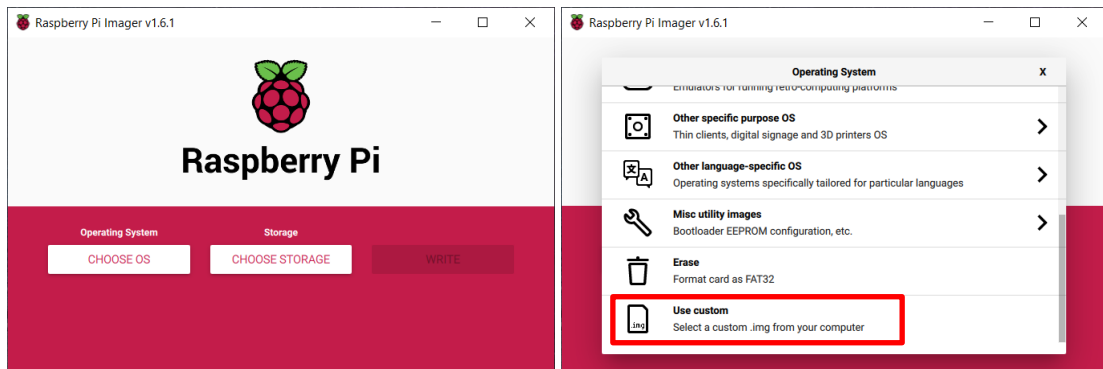 Raspberry Pi Imager v1.6.1
Raspberry Pi
Operating System
Storage
CHOOSE OS
CHOOSE STORAGE
WRITE
Raspberry Pi Imager v1.6.1
Operating System
X
Emulators for running retro-computing platforms
Other specific purpose OS
Thin clients, digital signage and 3D printers OS
Other language-specific OS
Operating systems specifically tailored for particular languages
Misc utility images
Bootloader EEPROM configuration, etc.
Erase
Format card as FAT32
Use custom
.img
Select a custom .img from your computer